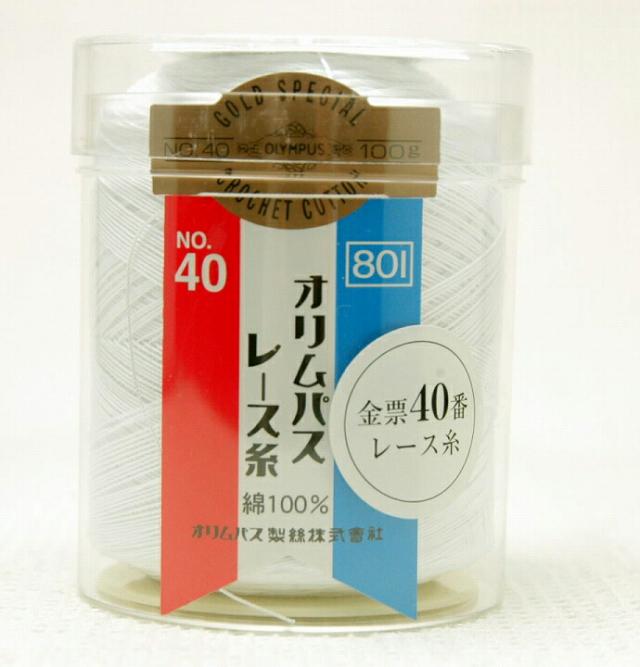 GOLD SPECIAL
NO. 40 OLYMPUS 100g
CROCHET COTTON
NO.
40
801
オリムパス
レース糸
綿100%
オリムパス製絲株式會社
金票40番
レース糸